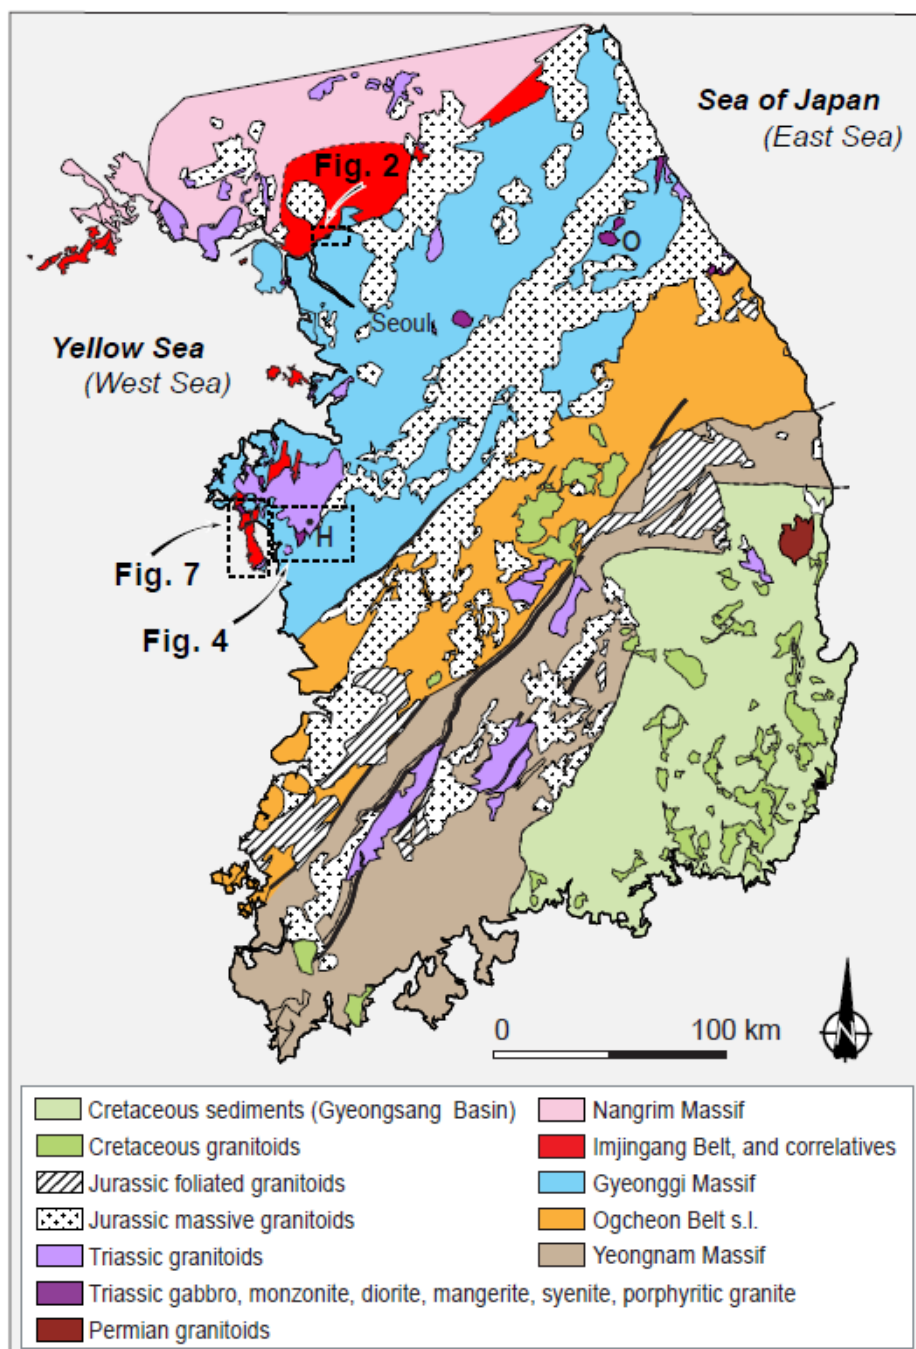 Sea of Japan
(East Sea)
Fig. 2
O
Seoul
Yellow Sea
(West Sea)
H
Fig. 7
Fig. 4
0 100 km
N
Cretaceous sediments (Gyeongsang Basin)
Cretaceous granitoids
Jurassic foliated granitoids
Jurassic massive granitoids
Triassic granitoids
Triassic gabbro, monzonite, diorite, mangerite, syenite, porphyritic granite
Permian granitoids
Nangrim Massif
Imjingang Belt, and correlatives
Gyeonggi Massif
Ogcheon Belt s.l.
Yeongnam Massif